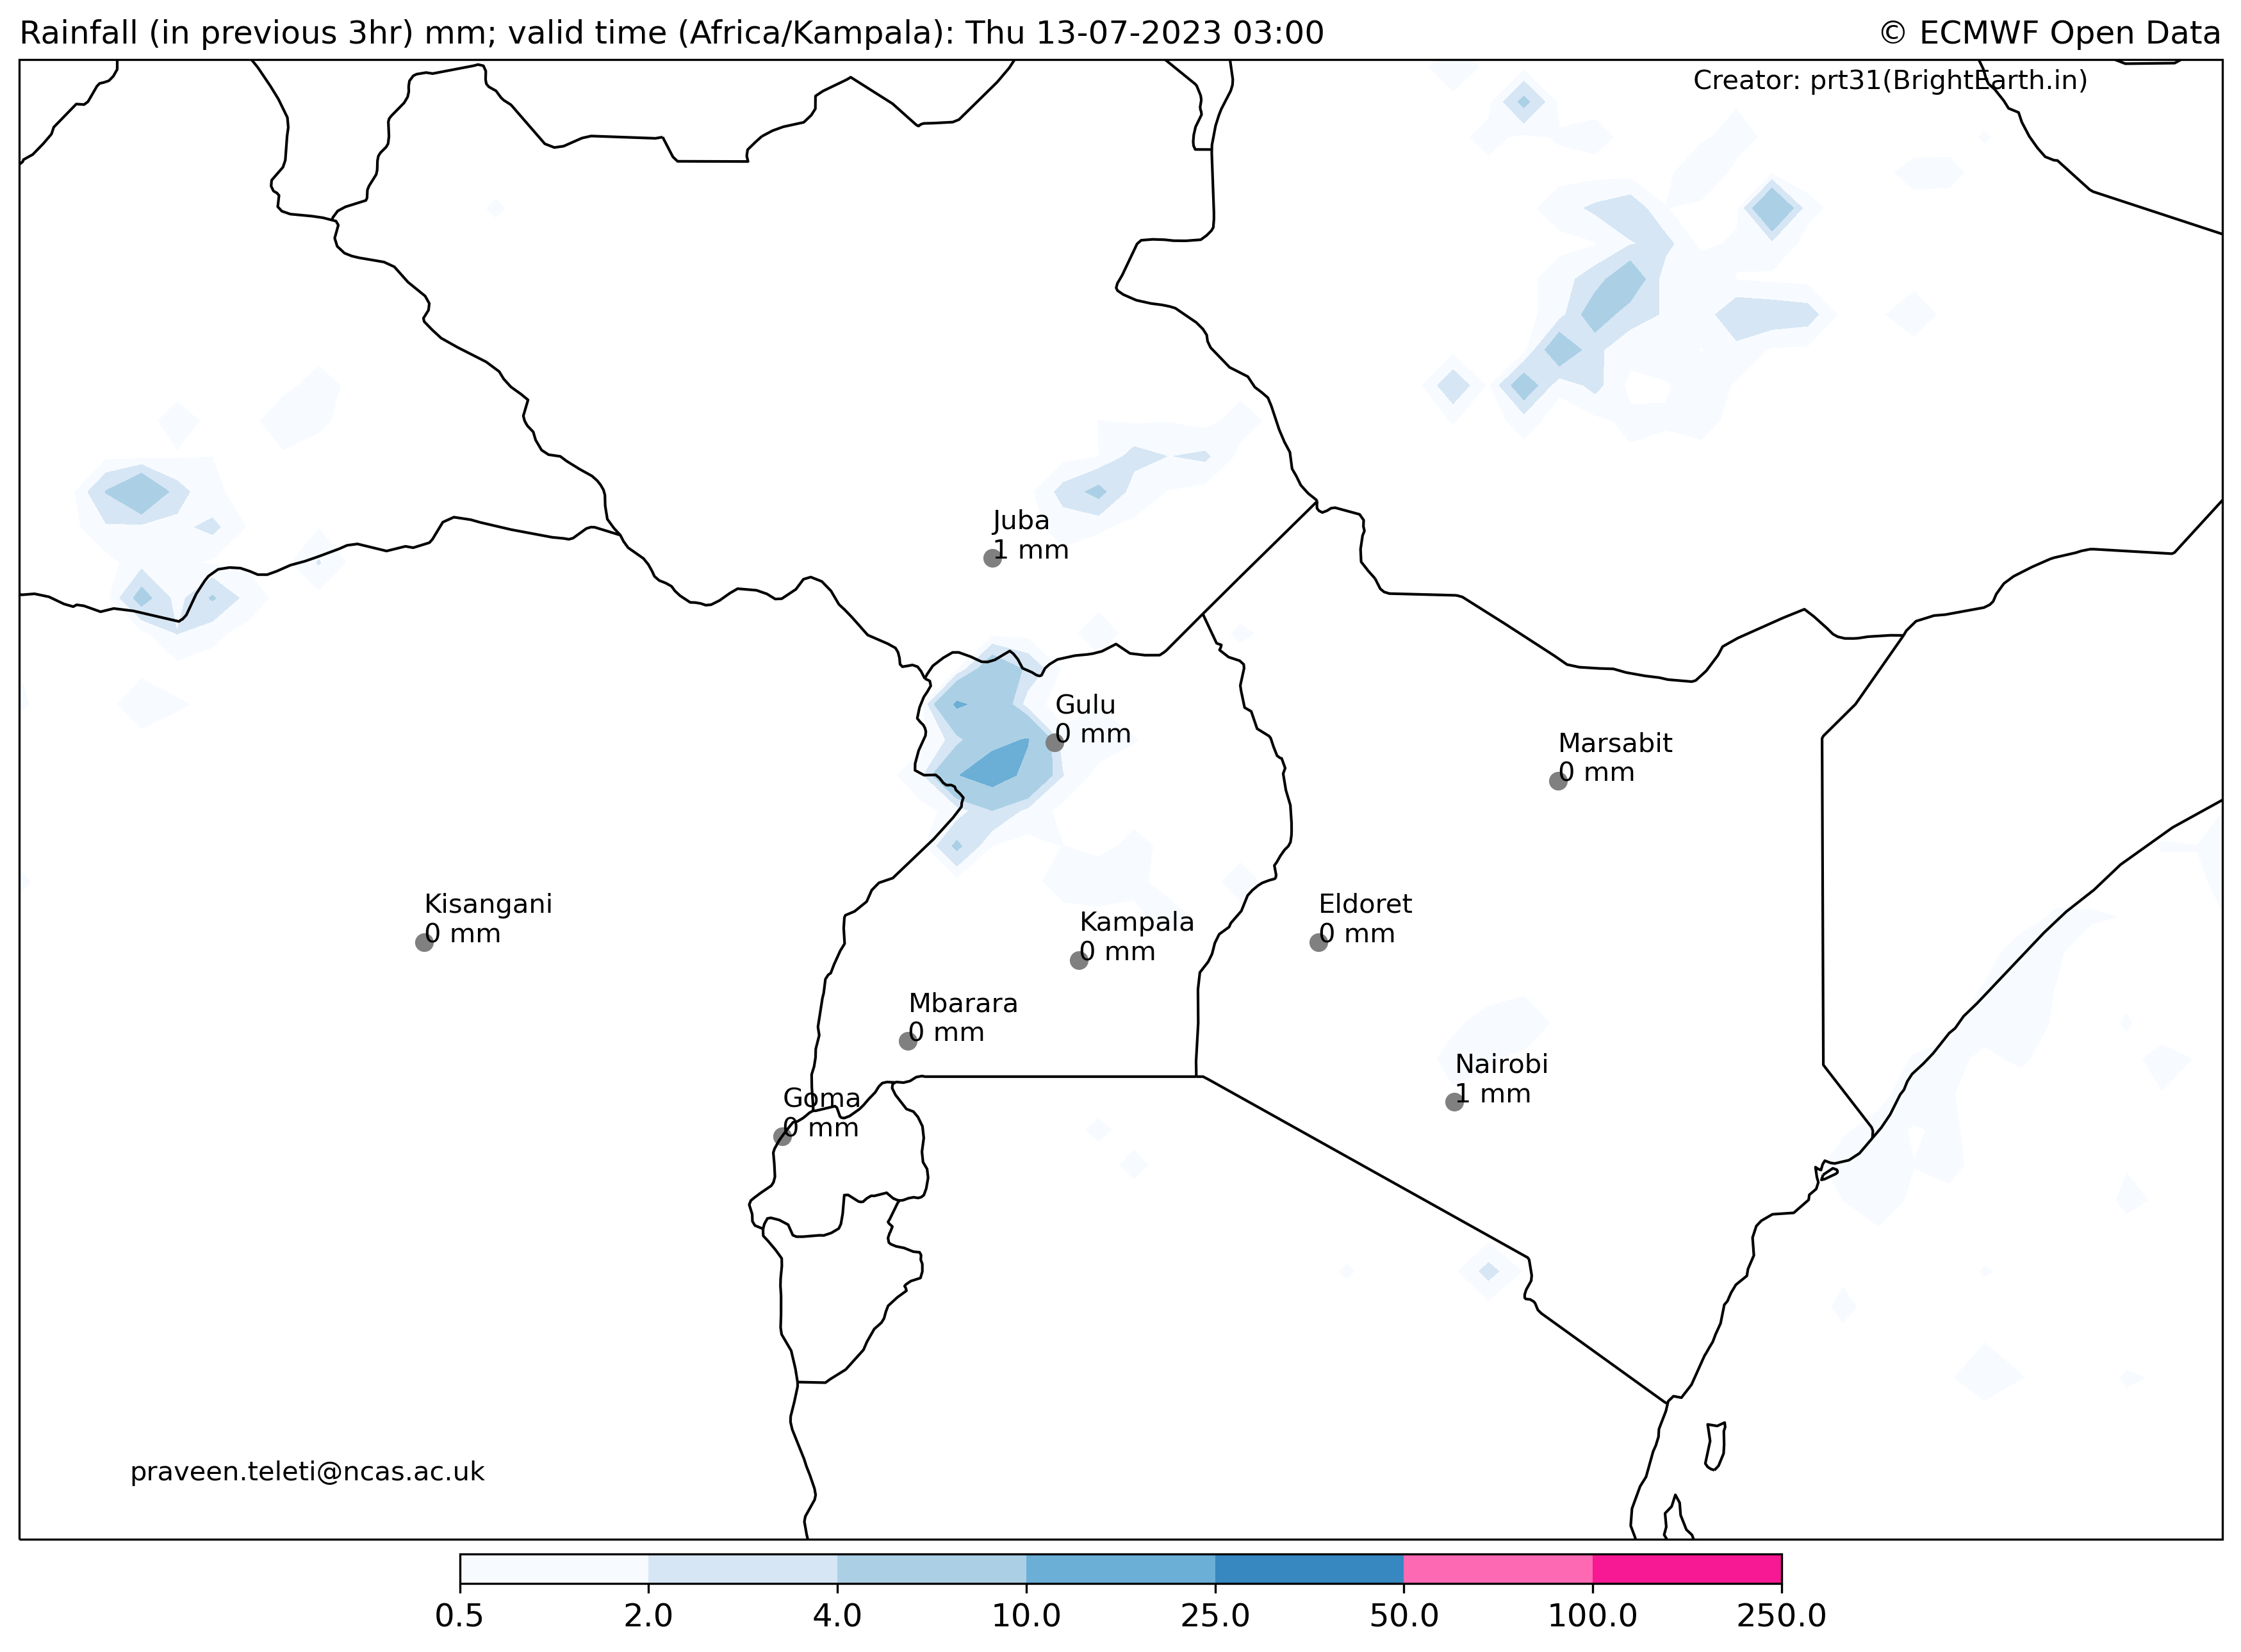 Rainfall (in previous 3hr) mm; valid time (Africa/Kampala): Thu 13-07-2023 03:00
© ECMWF Open Data
Creator: prt31(BrightEarth.in)
Juba
1 mm
Gulu
0 mm
Marsabit
0 mm
Kisangani
0 mm
Eldoret
0 mm
Kampala
0 mm
Mbarara
0 mm
Nairobi
1 mm
Goma
0 mm
praveen.teleti@ncas.ac.uk
0.5 2.0 4.0 10.0 25.0 50.0 100.0 250.0